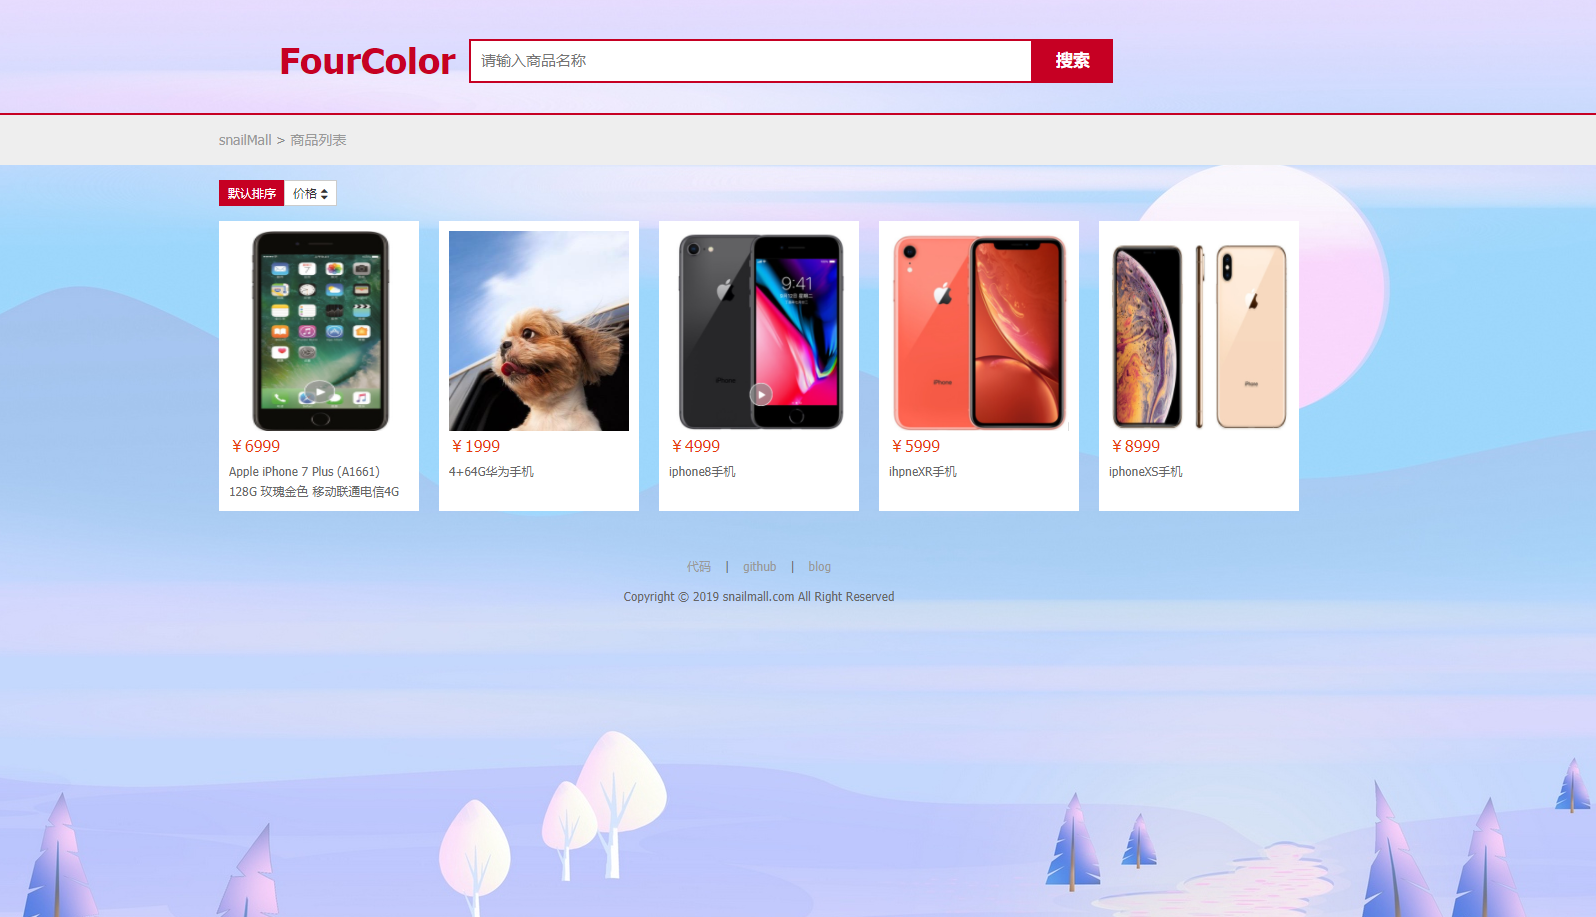 FourColor
请输入商品名称
搜索
snailMall > 商品列表
默认排序 价格
9:41
iPhone
iPhone
￥6999
￥1999
￥4999
￥5999
￥8999
Apple iPhone 7 Plus (A1661)
128G 玫瑰金色 移动联通电信4G
4+64G华为手机
iphone8手机
ihpneXR手机
iphoneXS手机
代码 | github | blog
Copyright © 2019 snailmall.com All Right Reserved